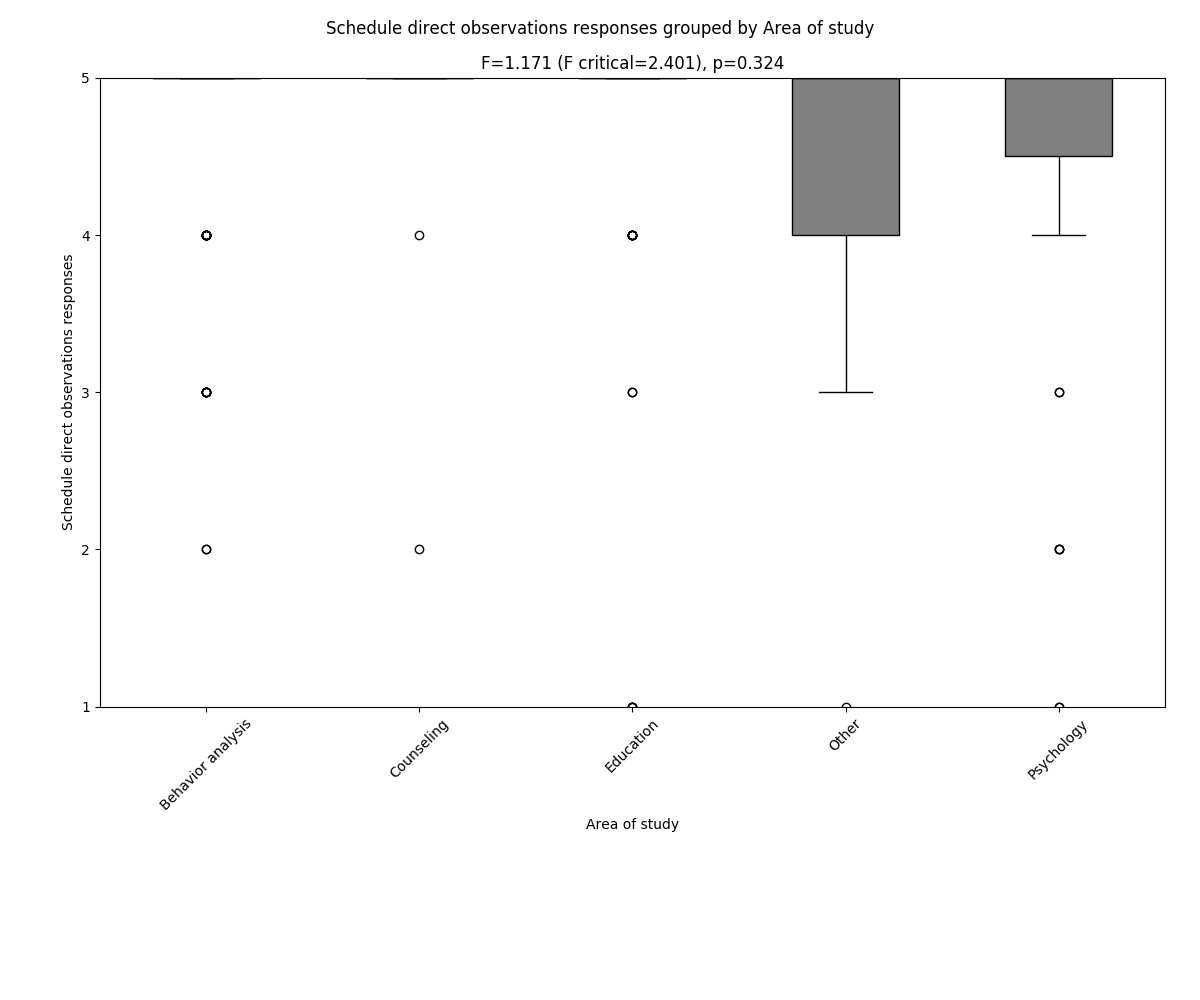 Schedule direct observations responses grouped by Area of study
F=1.171 (F critical=2.401), p=0.324
5
4
3
2
1
Schedule direct observations responses
Behavior analysis
Counseling
Education
Other
Psychology
Area of study